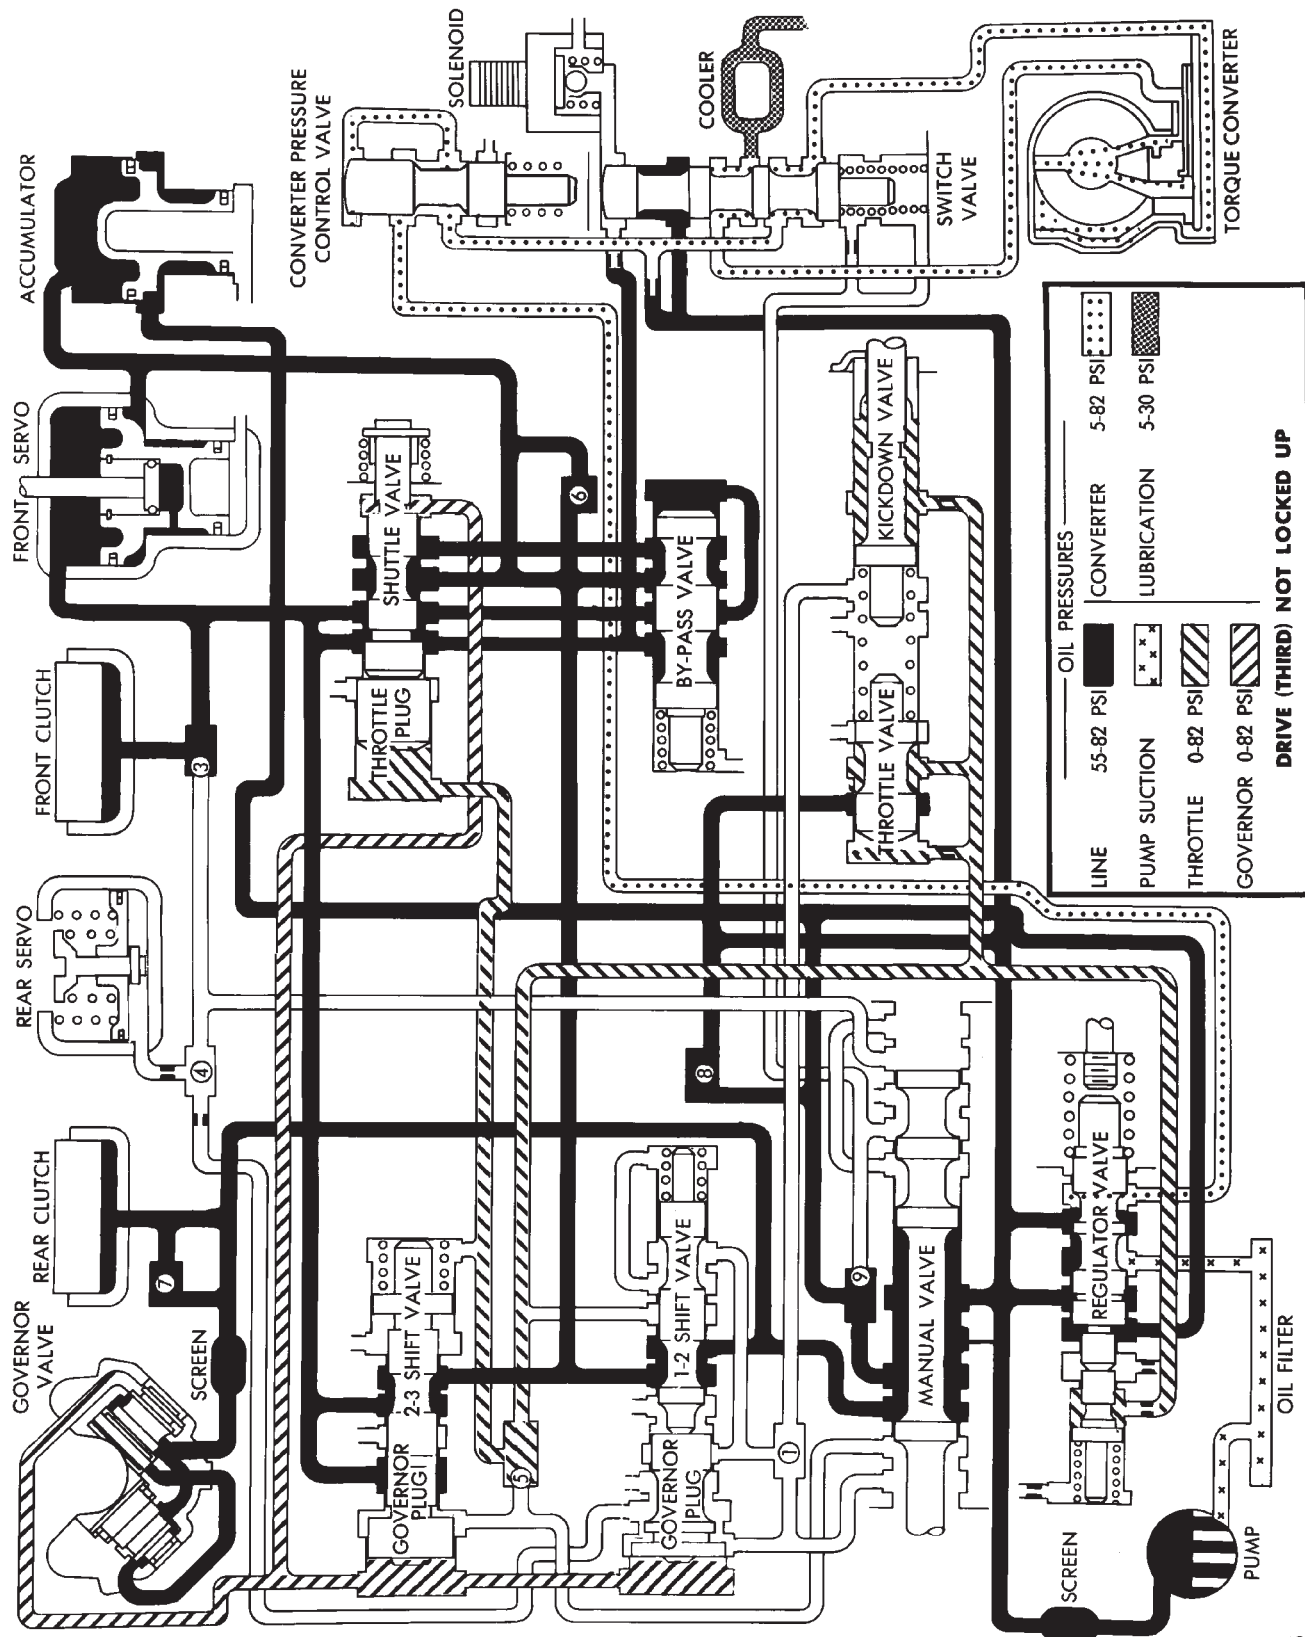 GOVERNOR
VALVE
SCREEN
REAR CLUTCH
REAR SERVO
FRONT CLUTCH
FRONT SERVO
ACCUMULATOR
CONVERTER PRESSURE
CONTROL VALVE
SOLENOID
COOLER
SWITCH
VALVE
TORQUE CONVERTER
7
4
3
GOVERNOR
PLUG
2-3 SHIFT VALVE
THROTTLE
PLUG
SHUTTLE VALVE
5
6
GOVERNOR
PLUG
1-2 SHIFT VALVE
8
BY-PASS VALVE
1
9
THROTTLE VALVE
KICKDOWN VALVE
MANUAL VALVE
REGULATOR VALVE
SCREEN
PUMP
OIL FILTER
OIL PRESSURES
LINE 55-82 PSI
CONVERTER 5-82 PSI
PUMP SUCTION
LUBRICATION 5-30 PSI
THROTTLE 0-82 PSI
GOVERNOR 0-82 PSI
DRIVE (THIRD) NOT LOCKED UP